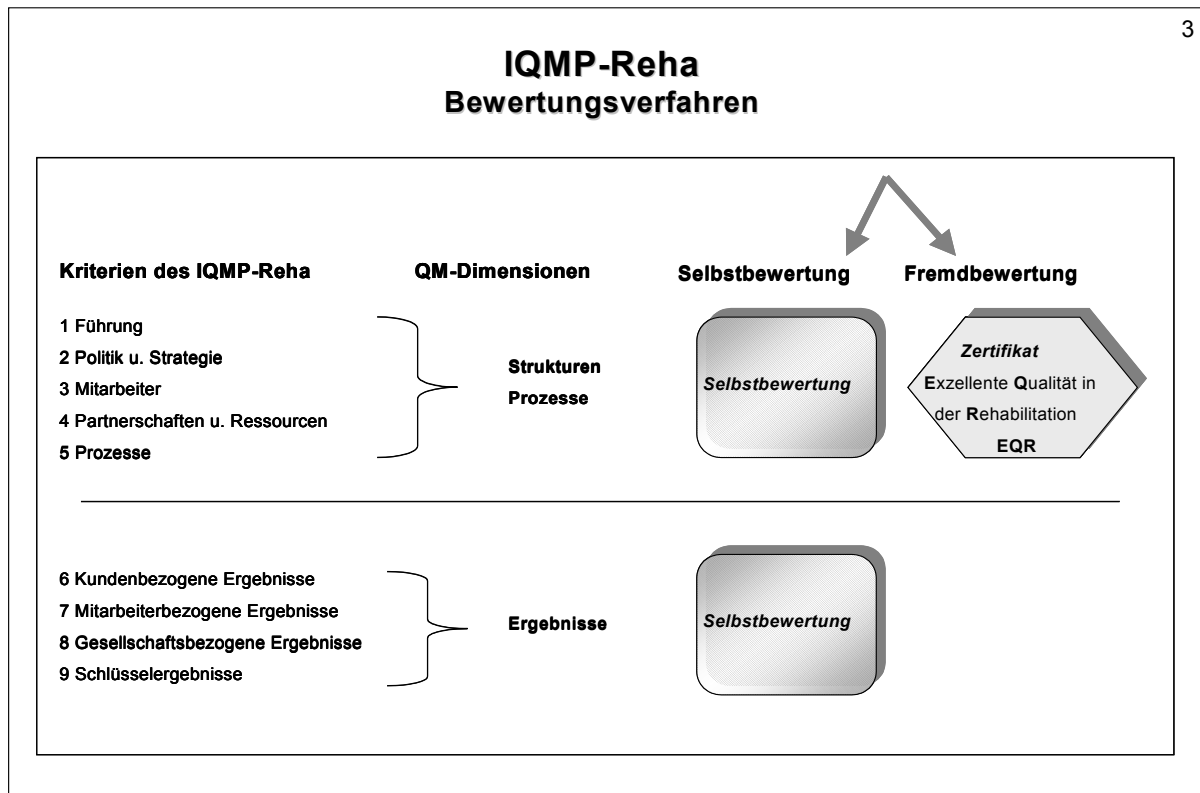 3
IQMP-Reha
Bewertungsverfahren
Kriterien des IQMP-Reha
QM-Dimensionen
Selbstbewertung
Fremdbewertung
1 Führung
2 Politik u. Strategie
3 Mitarbeiter
4 Partnerschaften u. Ressourcen
5 Prozesse
Strukturen
Prozesse
Selbstbewertung
Zertifikat
Exzellente Qualität in
der Rehabilitation
EQR
6 Kundenbezogene Ergebnisse
7 Mitarbeiterbezogene Ergebnisse
8 Gesellschaftsbezogene Ergebnisse
9 Schlüsselergebnisse
Ergebnisse
Selbstbewertung